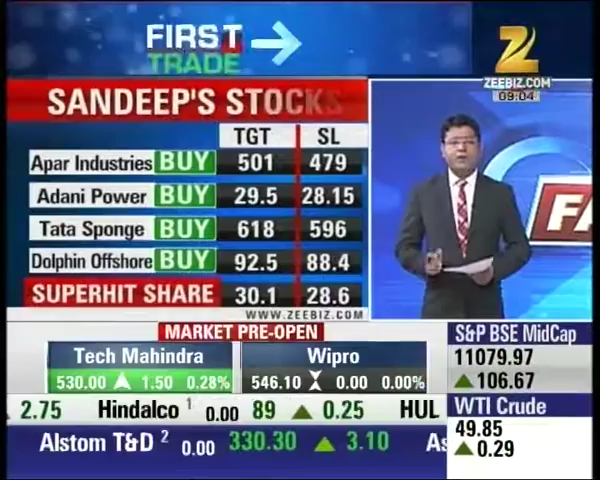 FIRST
TRADE
Z
ZEEBIZ.COM
09:04
SANDEEP'S STOCKS
TGT SL
Apar Industries BUY 501 479
Adani Power BUY 29.5 28.15
Tata Sponge BUY 618 596
Dolphin Offshore BUY 92.5 88.4
SUPERHIT SHARE 30.1 28.6
WWW.ZEEBIZ.COM
FA
MARKET PRE-OPEN
Tech Mahindra Wipro
530.00 1.50 0.28% 546.10 0.00 0.00%
S&P BSE MidCap
11079.97
106.67
2.75 Hindalco 1 0.00 89 0.25 HUL
WTI Crude
49.85
0.29
Alstom T&D 2 0.00 330.30 3.10 As